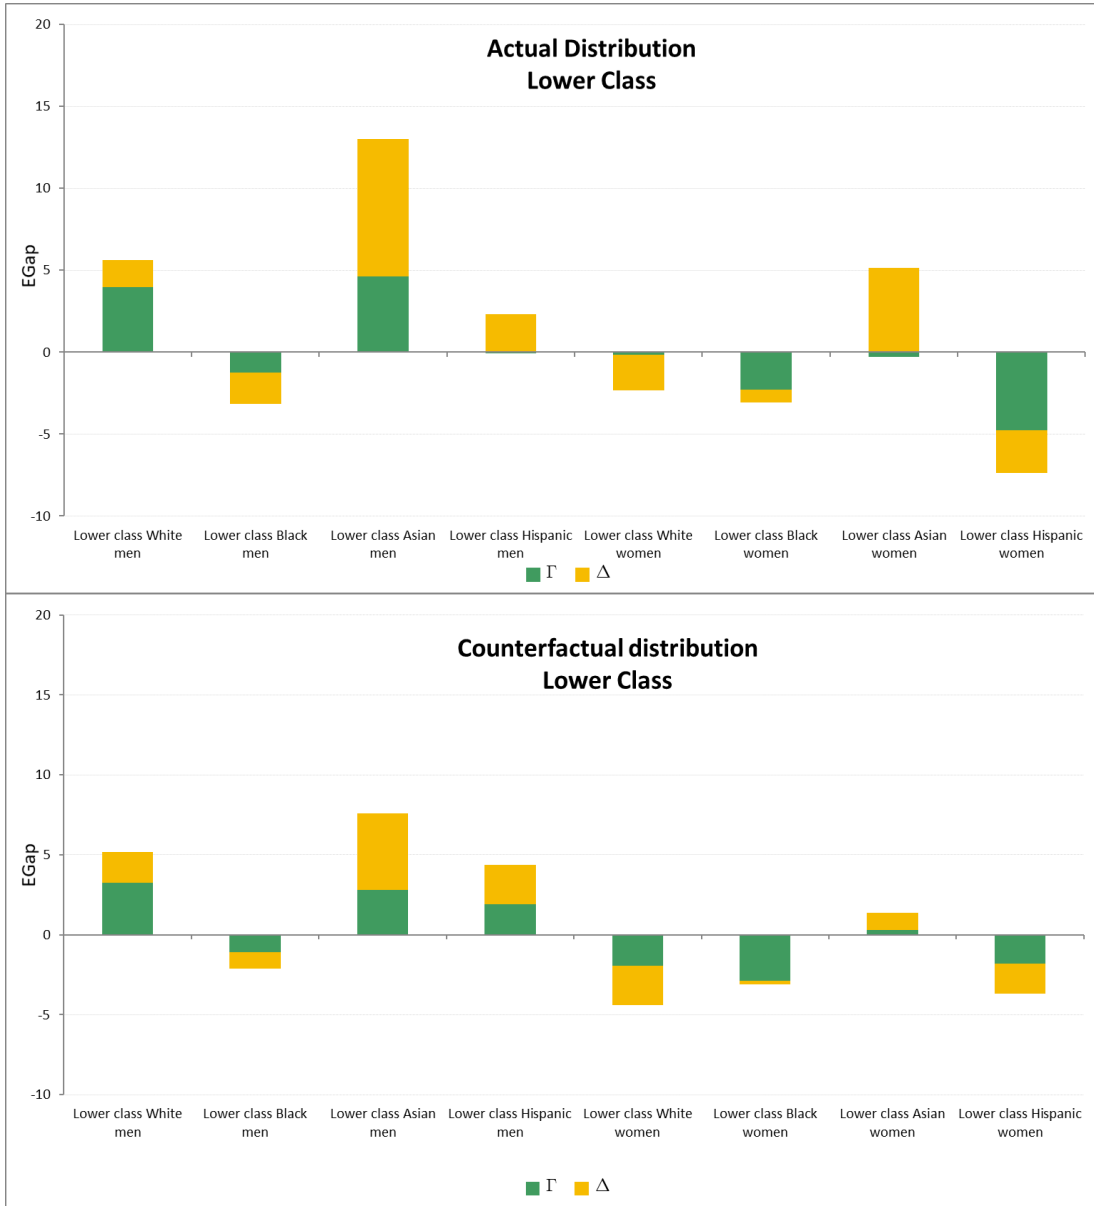 Actual Distribution
Lower Class
20
15
10
5
0
-5
-10
EGap
Lower class White men
Lower class Black men
Lower class Asian men
Lower class Hispanic men
Lower class White women
Lower class Black women
Lower class Asian women
Lower class Hispanic women
Γ Δ
Counterfactual distribution
Lower Class
20
15
10
5
0
-5
-10
EGap
Lower class White men
Lower class Black men
Lower class Asian men
Lower class Hispanic men
Lower class White women
Lower class Black women
Lower class Asian women
Lower class Hispanic women
Γ Δ